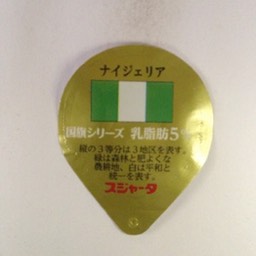 ナイジェリア
国旗シリーズ 乳脂肪5%
縦の3等分は3地区を表す。
緑は森林と肥よくな
農耕地、白は平和と
統一を表す。
スジャータ